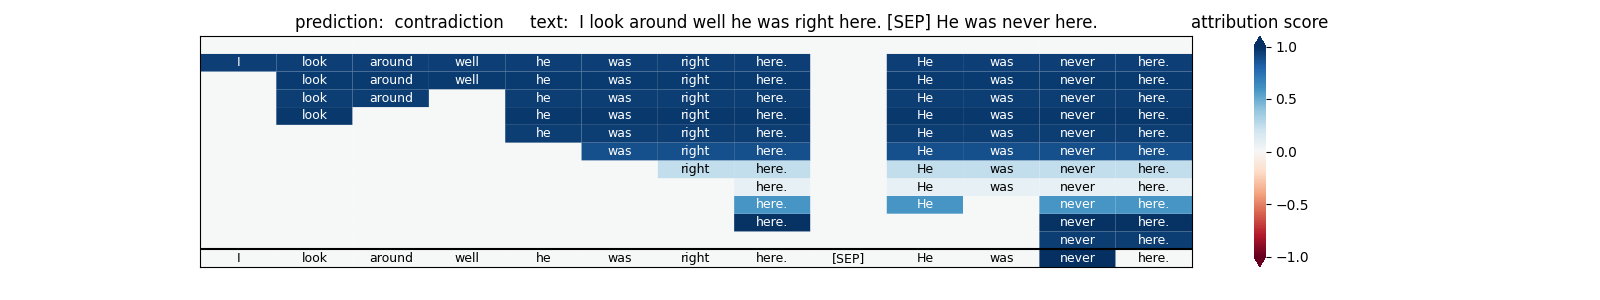 prediction: contradiction text: I look around well he was right here. [SEP] He was never here. attribution score
I look around well he was right here. He was never here. 1.0
look around well he was right here. He was never here.
look around he was right here. He was never here. 0.5
look he was right here. He was never here.
he was right here. He was never here.
was right here. He was never here. 0.0
right here. He was never here.
here. He was never here.
here. He never here. −0.5
here. never here.
never here.
I look around well he was right here. [SEP] He was never here. −1.0